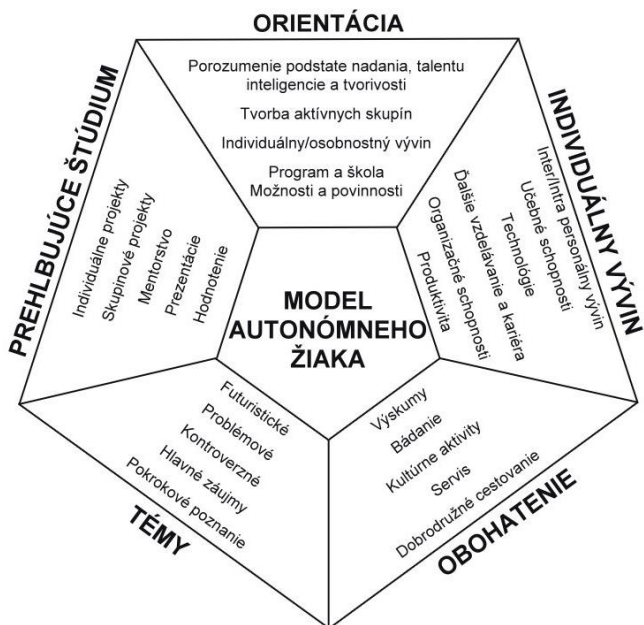 ORIENTÁCIA
Porozumenie podstate nadania, talentu
inteligencie a tvorivosti
Tvorba aktívnych skupín
Individuálny/osobnostný vývin
Program a škola
Možnosti a povinnosti
INDIVIDUÁLNY VÝVIN
Inter/Intra personálny vývin
Učebné schopnosti
Technológie
Ďalšie vzdelávanie a kariéra
Organizačné schopnosti
Produktivita
OBOHATENIE
Výskumy
Bádanie
Kultúrne aktivity
Servis
Dobrodružné cestovanie
TÉMY
Futuristické
Problémové
Kontroverzné
Hlavné záujmy
Pokrokové poznanie
PREHLBUJÚCE ŠTÚDIUM
Individuálne projekty
Skupinové projekty
Mentorstvo
Prezentácie
Hodnotenie
MODEL
AUTONÓMNEHO
ŽIAKA